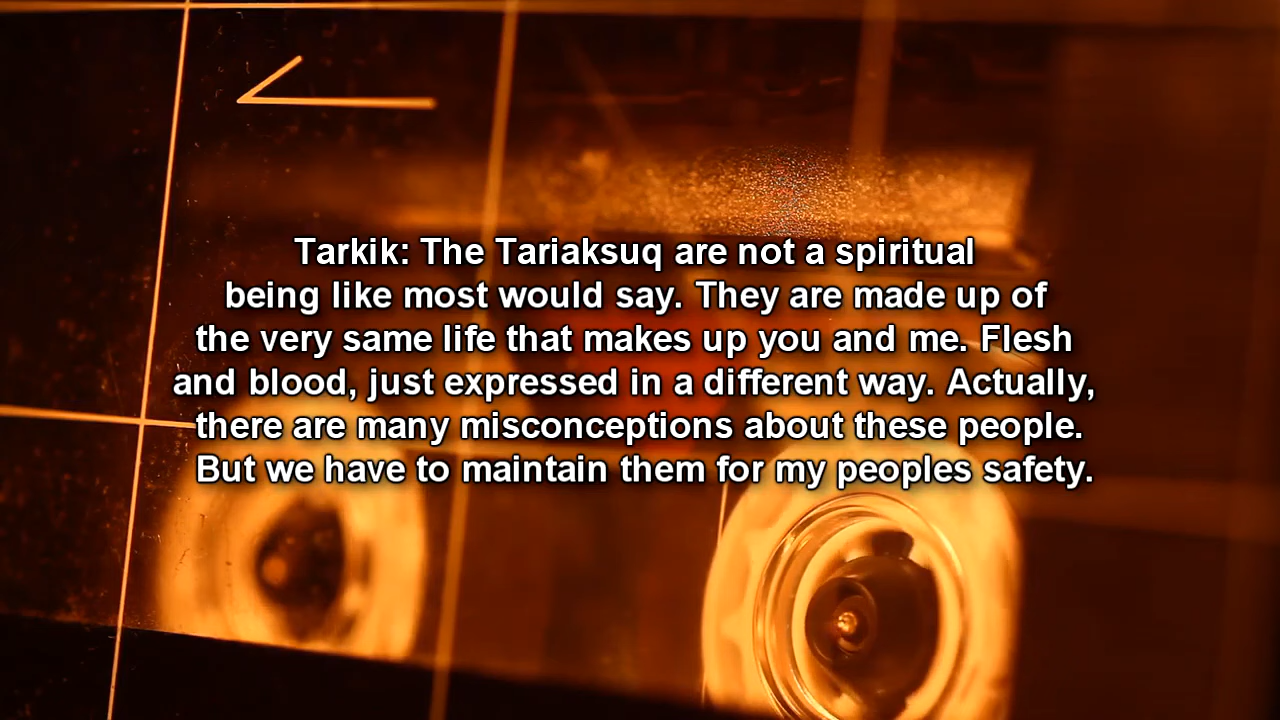 Tarkik: The Tariaksuq are not a spiritual
being like most would say. They are made up of
the very same life that makes up you and me. Flesh
and blood, just expressed in a different way. Actually,
there are many misconceptions about these people.
But we have to maintain them for my peoples safety.